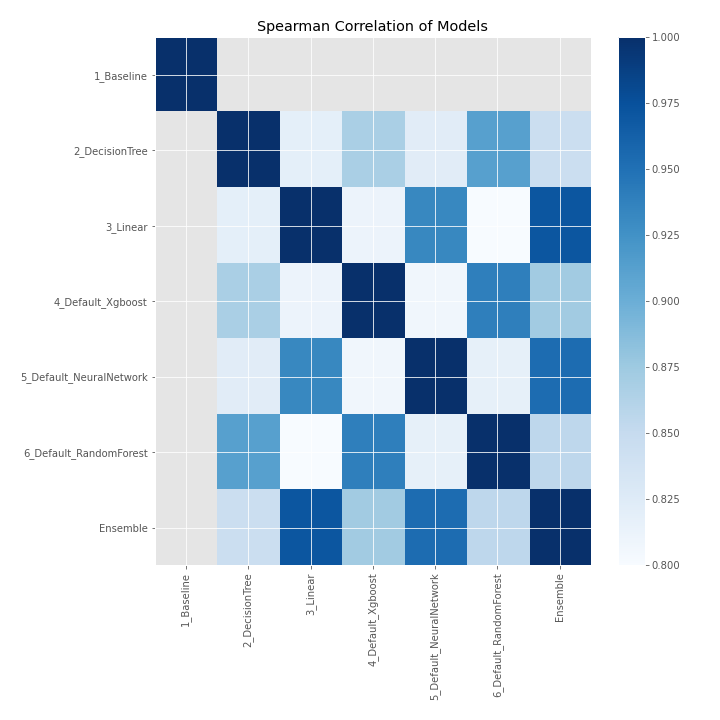 Spearman Correlation of Models
1_Baseline
2_DecisionTree
3_Linear
4_Default_Xgboost
5_Default_NeuralNetwork
6_Default_RandomForest
Ensemble
1_Baseline
2_DecisionTree
3_Linear
4_Default_Xgboost
5_Default_NeuralNetwork
6_Default_RandomForest
Ensemble
1.000
0.975
0.950
0.925
0.900
0.875
0.850
0.825
0.800